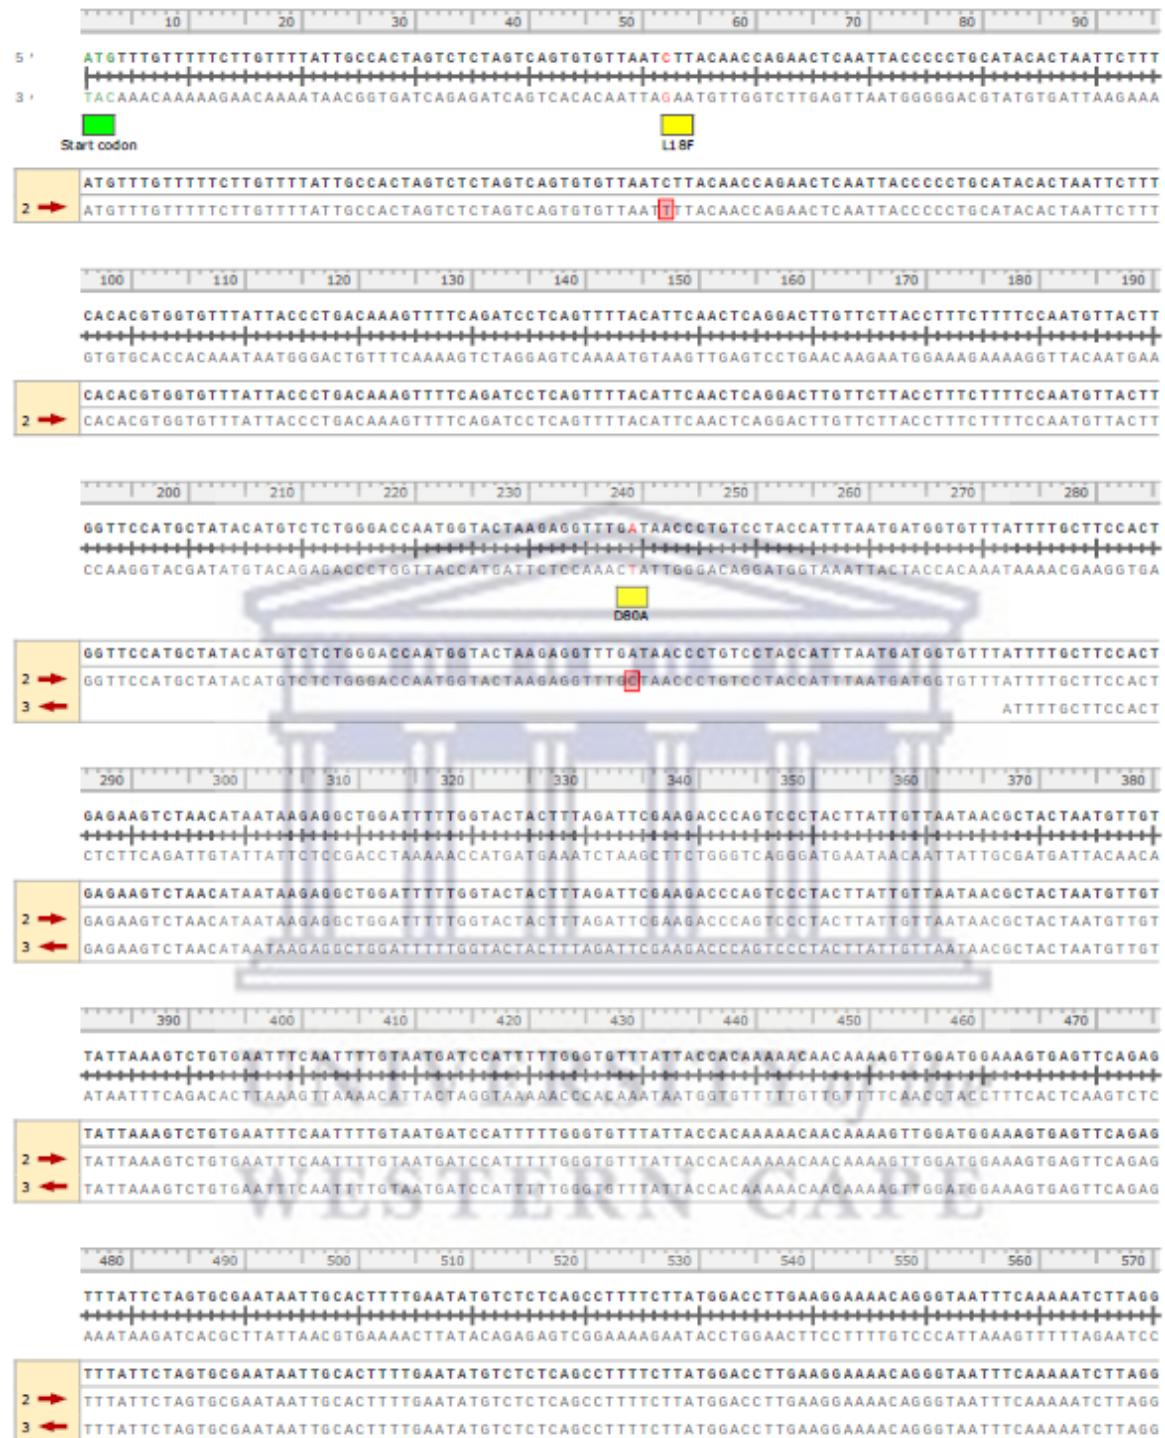 10 20 30 40 50 60 70 80 90
5' ATGTTTGTTTTTCTTGTTTTATTGCCACTAGTCTCTAGTCAGTGTGTTAATCTTACAACCAGAACTCAATTACCCCCTGCATACACTAATTCTTT
3' TACAAACAAAAAGAACAAAATAACGGTGATCAGAGATCAGTCACACAATTAGAATGTTGGTCTTGAGTTAATGGGGGACGTATGTGATTAAGAAA
Start codon L18F
ATGTTTGTTTTTCTTGTTTTATTGCCACTAGTCTCTAGTCAGTGTGTTAATCTTACAACCAGAACTCAATTACCCCCTGCATACACTAATTCTTT
2 ATGTTTGTTTTTCTTGTTTTATTGCCACTAGTCTCTAGTCAGTGTGTTAATTTTACAACCAGAACTCAATTACCCCCTGCATACACTAATTCTTT
100 110 120 130 140 150 160 170 180 190
CACACGTGGTGTTTATTACCCTGACAAAGTTTTCAGATCCTCAGTTTTACATTCAACTCAGGACTTGTTCTTACCTTTCTTTTCCAATGTTACTT
GTGTGCACCACAAATAATGGGACTGTTTCAAAAGTCTAGGAGTCAAAATGTAAGTTGAGTCCTGAACAAGAATGGAAAGAAAAGGTTACAATGAA
CACACGTGGTGTTTATTACCCTGACAAAGTTTTCAGATCCTCAGTTTTACATTCAACTCAGGACTTGTTCTTACCTTTCTTTTCCAATGTTACTT
2 CACACGTGGTGTTTATTACCCTGACAAAGTTTTCAGATCCTCAGTTTTACATTCAACTCAGGACTTGTTCTTACCTTTCTTTTCCAATGTTACTT
200 210 220 230 240 250 260 270 280
GGTTCCATGCTATACATGTCTCTGGGACCAATGGTACTAAGAGGTTTGATAACCCTGTCCTACCATTTAATGATGGTGTTTATTTTGCTTCCACT
CCAAGGTACGATATGTACAGAGACCCTGGTTACCATGATTCTCCAAACTATTGGGACAGGATGGTAAATTACTACCACAAATAAAACGAAGGTGA
D80A
GGTTCCATGCTATACATGTCTCTGGGACCAATGGTACTAAGAGGTTTGATAACCCTGTCCTACCATTTAATGATGGTGTTTATTTTGCTTCCACT
2 GGTTCCATGCTATACATGTCTCTGGGACCAATGGTACTAAGAGGTTTGCTAACCCTGTCCTACCATTTAATGATGGTGTTTATTTTGCTTCCACT
3 ATTTTGCTTCCACT
290 300 310 320 330 340 350 360 370 380
GAGAAGTCTAACATAATAAGAGGCTGGATTTTTGGTACTACTTTAGATTCGAAGACCCAGTCCCTACTTATTGTTAATAACGCTACTAATGTTGT
CTCTTCAGATTGTATTATTCTCCGACCTAAAAACCATGATGAAATCTAAGCTTCTGGGTCAGGGATGAATAACAATTATTGCGATGATTACAACA
GAGAAGTCTAACATAATAAGAGGCTGGATTTTTGGTACTACTTTAGATTCGAAGACCCAGTCCCTACTTATTGTTAATAACGCTACTAATGTTGT
2 GAGAAGTCTAACATAATAAGAGGCTGGATTTTTGGTACTACTTTAGATTCGAAGACCCAGTCCCTACTTATTGTTAATAACGCTACTAATGTTGT
3 GAGAAGTCTAACATAATAAGAGGCTGGATTTTTGGTACTACTTTAGATTCGAAGACCCAGTCCCTACTTATTGTTAATAACGCTACTAATGTTGT
390 400 410 420 430 440 450 460 470
TATTAAAGTCTGTGAATTTCAATTTTGTAATGATCCATTTTTGGGTGTTTATTACCACAAAAACAACAAAAGTTGGATGGAAAGTGAGTTCAGAG
ATAATTTCAGACACTTAAAGTTAAAACATTACTAGGTAAAAACCCACAAATAATGGTGTTTTTGTTGTTTTCAACCTACCTTTCACTCAAGTCTC
UNIVERSITY of the
TATTAAAGTCTGTGAATTTCAATTTTGTAATGATCCATTTTTGGGTGTTTATTACCACAAAAACAACAAAAGTTGGATGGAAAGTGAGTTCAGAG
2 TATTAAAGTCTGTGAATTTCAATTTTGTAATGATCCATTTTTGGGTGTTTATTACCACAAAAACAACAAAAGTTGGATGGAAAGTGAGTTCAGAG
3 TATTAAAGTCTGTGAATTTCAATTTTGTAATGATCCATTTTTGGGTGTTTATTACCACAAAAACAACAAAAGTTGGATGGAAAGTGAGTTCAGAG
WESTERN CAPE
480 490 500 510 520 530 540 550 560 570
TTTATTCTAGTGCGAATAATTGCACTTTTGAATATGTCTCTCAGCCTTTTCTTATGGACCTTGAAGGAAAACAGGGTAATTTCAAAAATCTTAGG
AAATAAGATCACGCTTATTAACGTGAAAACTTATACAGAGAGTCGGAAAAGAATACCTGGAACTTCCTTTTGTCCCATTAAAGTTTTTAGAATCC
TTTATTCTAGTGCGAATAATTGCACTTTTGAATATGTCTCTCAGCCTTTTCTTATGGACCTTGAAGGAAAACAGGGTAATTTCAAAAATCTTAGG
2 TTTATTCTAGTGCGAATAATTGCACTTTTGAATATGTCTCTCAGCCTTTTCTTATGGACCTTGAAGGAAAACAGGGTAATTTCAAAAATCTTAGG
3 TTTATTCTAGTGCGAATAATTGCACTTTTGAATATGTCTCTCAGCCTTTTCTTATGGACCTTGAAGGAAAACAGGGTAATTTCAAAAATCTTAGG